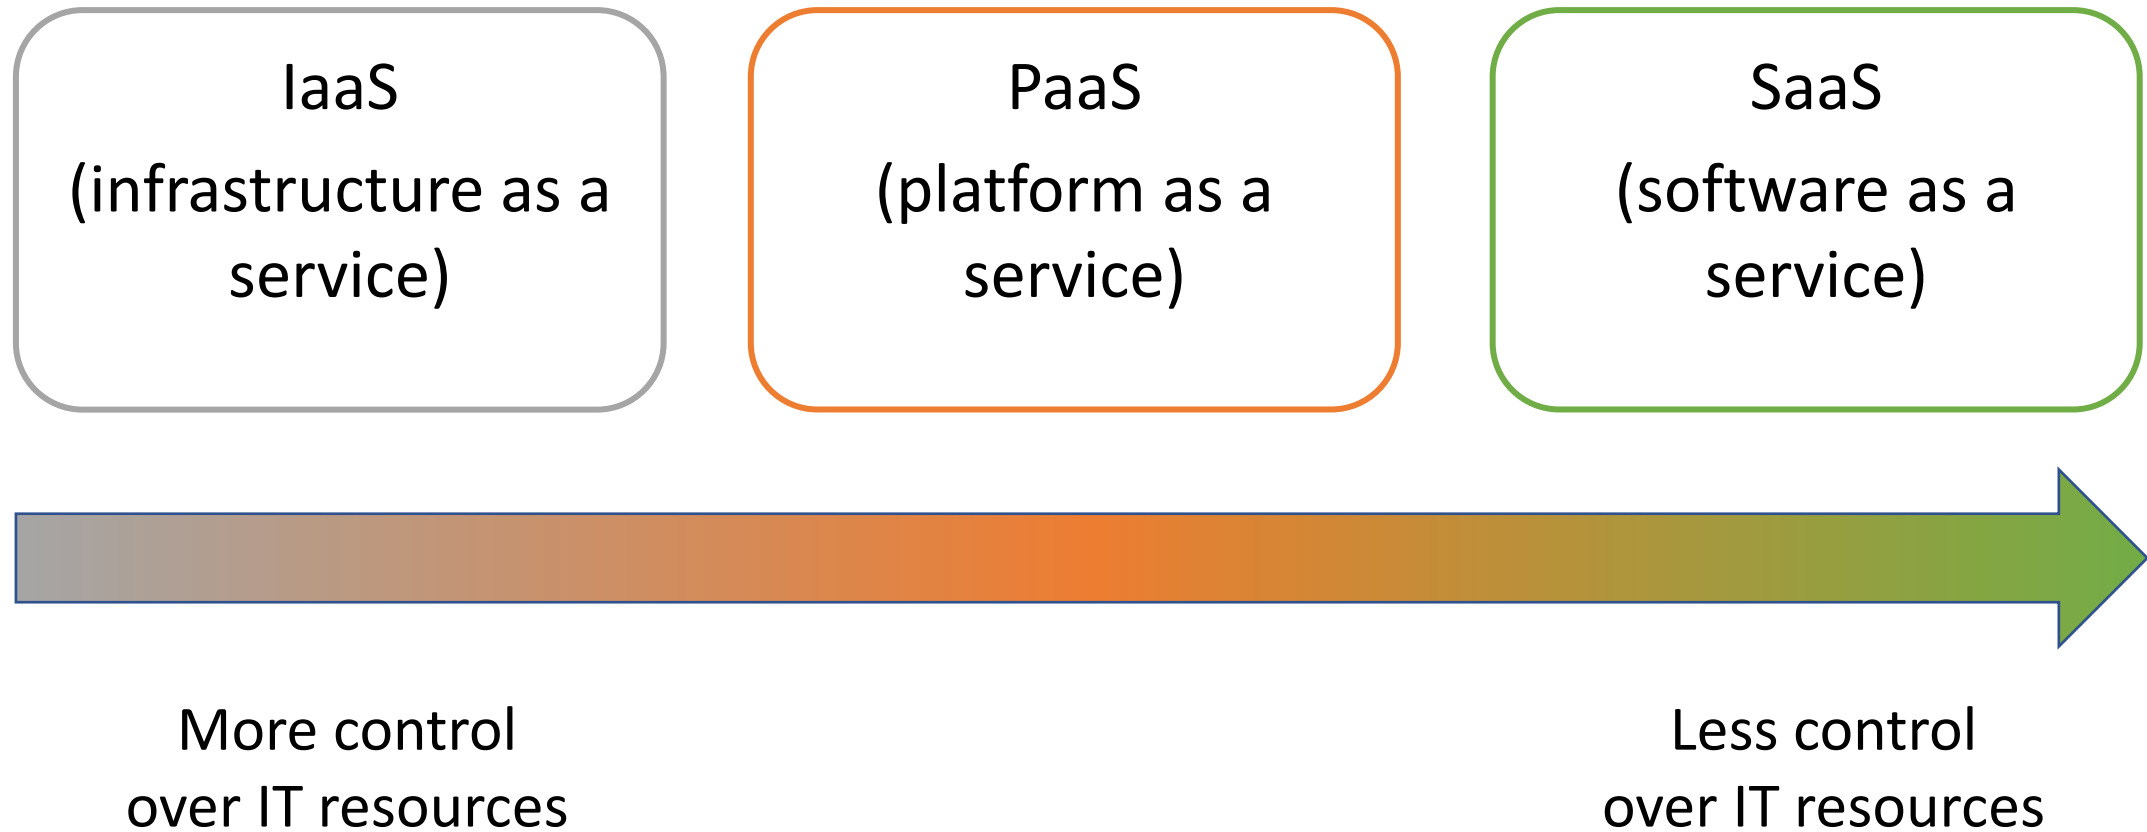 IaaS
(infrastructure as a
service)
PaaS
(platform as a
service)
SaaS
(software as a
service)
More control
over IT resources
Less control
over IT resources